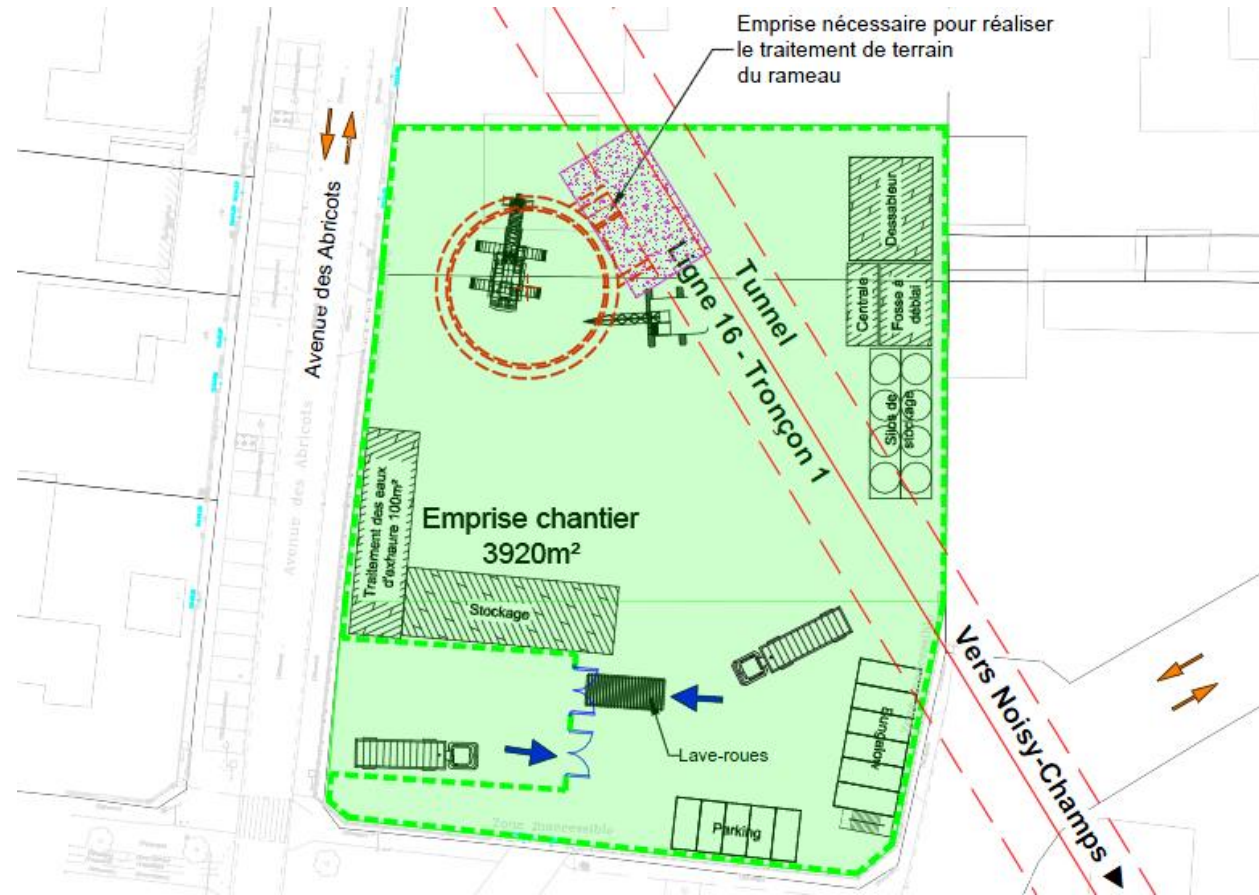 Emprise nécessaire pour réaliser
le traitement de terrain
du rameau
Avenue des Abricots
Avenue des Abricots
Dessableur
Centrale
Fosse à
déblai
Silos de
stockage
Tunnel
Ligne 16 - Tronçon 1
Traitement des eaux
d'exhaure 100m²
Emprise chantier
3920m²
Stockage
Vers Noisy-Champs
Bungalow
Lave-roues
Parking
Zone Inaccessible